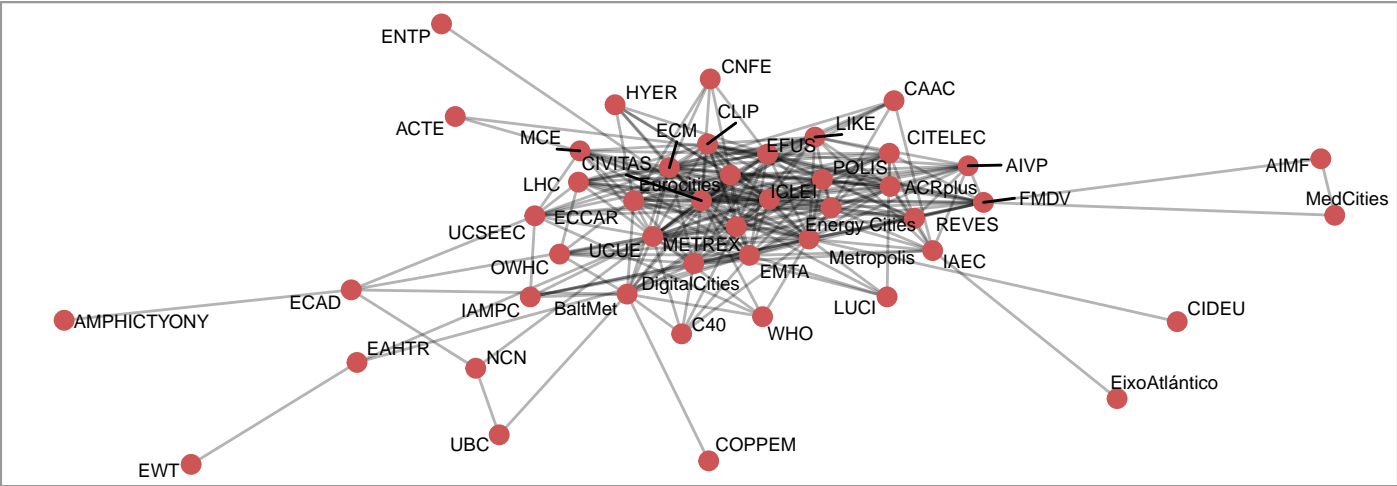 ENTP
CNFE
HYER
CAAC
CLIP
ACTE
ECM
LIKE
MCE
EFUS
CITELEC
CIVITAS
POLIS
AIVP
AIMF
LHC
Eurocities
ICLEI
ACRplus
FMDV
MedCities
UCSEEC
ECCAR
Energy Cities
REVES
OWHC
UCUE
METREX
Metropolis
IAEC
EMTA
DigitalCities
ECAD
IAMPC
BaltMet
LUCI
CIDEU
AMPHICTYONY
C40
WHO
EAHTR
NCN
EixoAtlántico
UBC
COPPEM
EWT